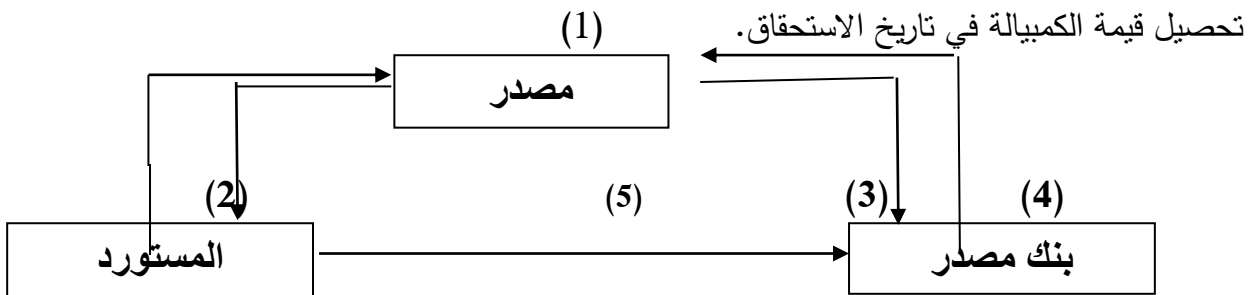 تحصيل قيمة الكمبيالة في تاريخ الاستحقاق.
(1)
مصدر
(2)
(5)
(3)
(4)
المستورد
بنك مصدر